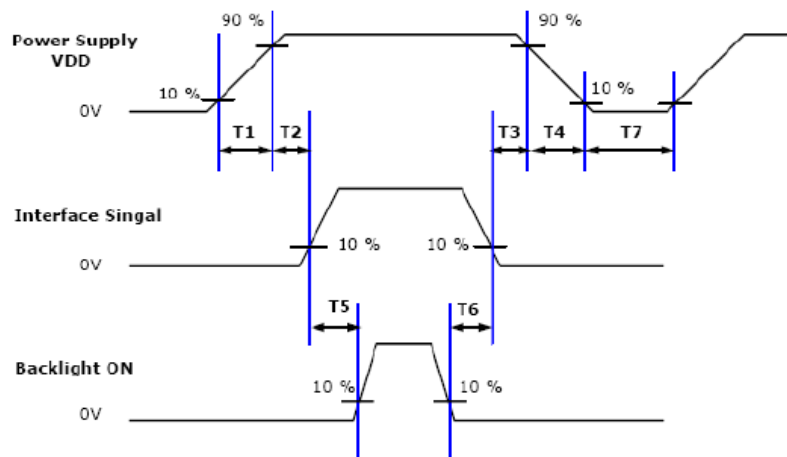 90 %
90 %
Power Supply
VDD
10 %
10 %
0V
T1
T2
T3
T4
T7
Interface Singal
10 %
10 %
0V
T5
T6
Backlight ON
10 %
10 %
0V